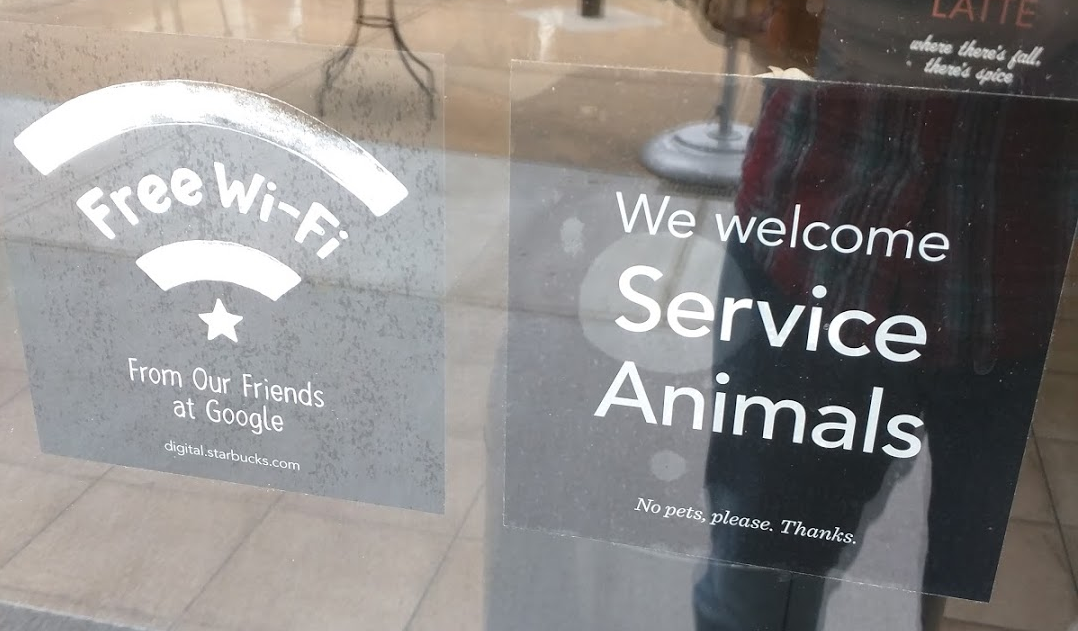 LATTE
where there's fall,
there's spice
Free Wi-Fi
From Our Friends
at Google
digital.starbucks.com
We welcome
Service
Animals
No pets, please. Thanks.